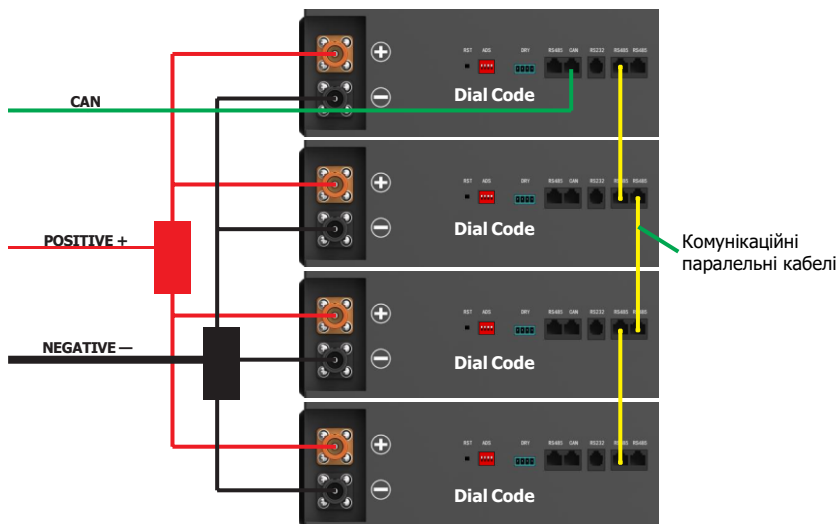 RST ADS DRY RS485 CAN RS232 RS485 RS485
+
−
CAN
Dial Code
RST ADS DRY RS485 CAN RS232 RS485 RS485
+
−
POSITIVE +
Dial Code
Комунікаційні
паралельні кабелі
RST ADS DRY RS485 CAN RS232 RS485 RS485
+
−
NEGATIVE —
Dial Code
RST ADS DRY RS485 CAN RS232 RS485 RS485
+
−
Dial Code